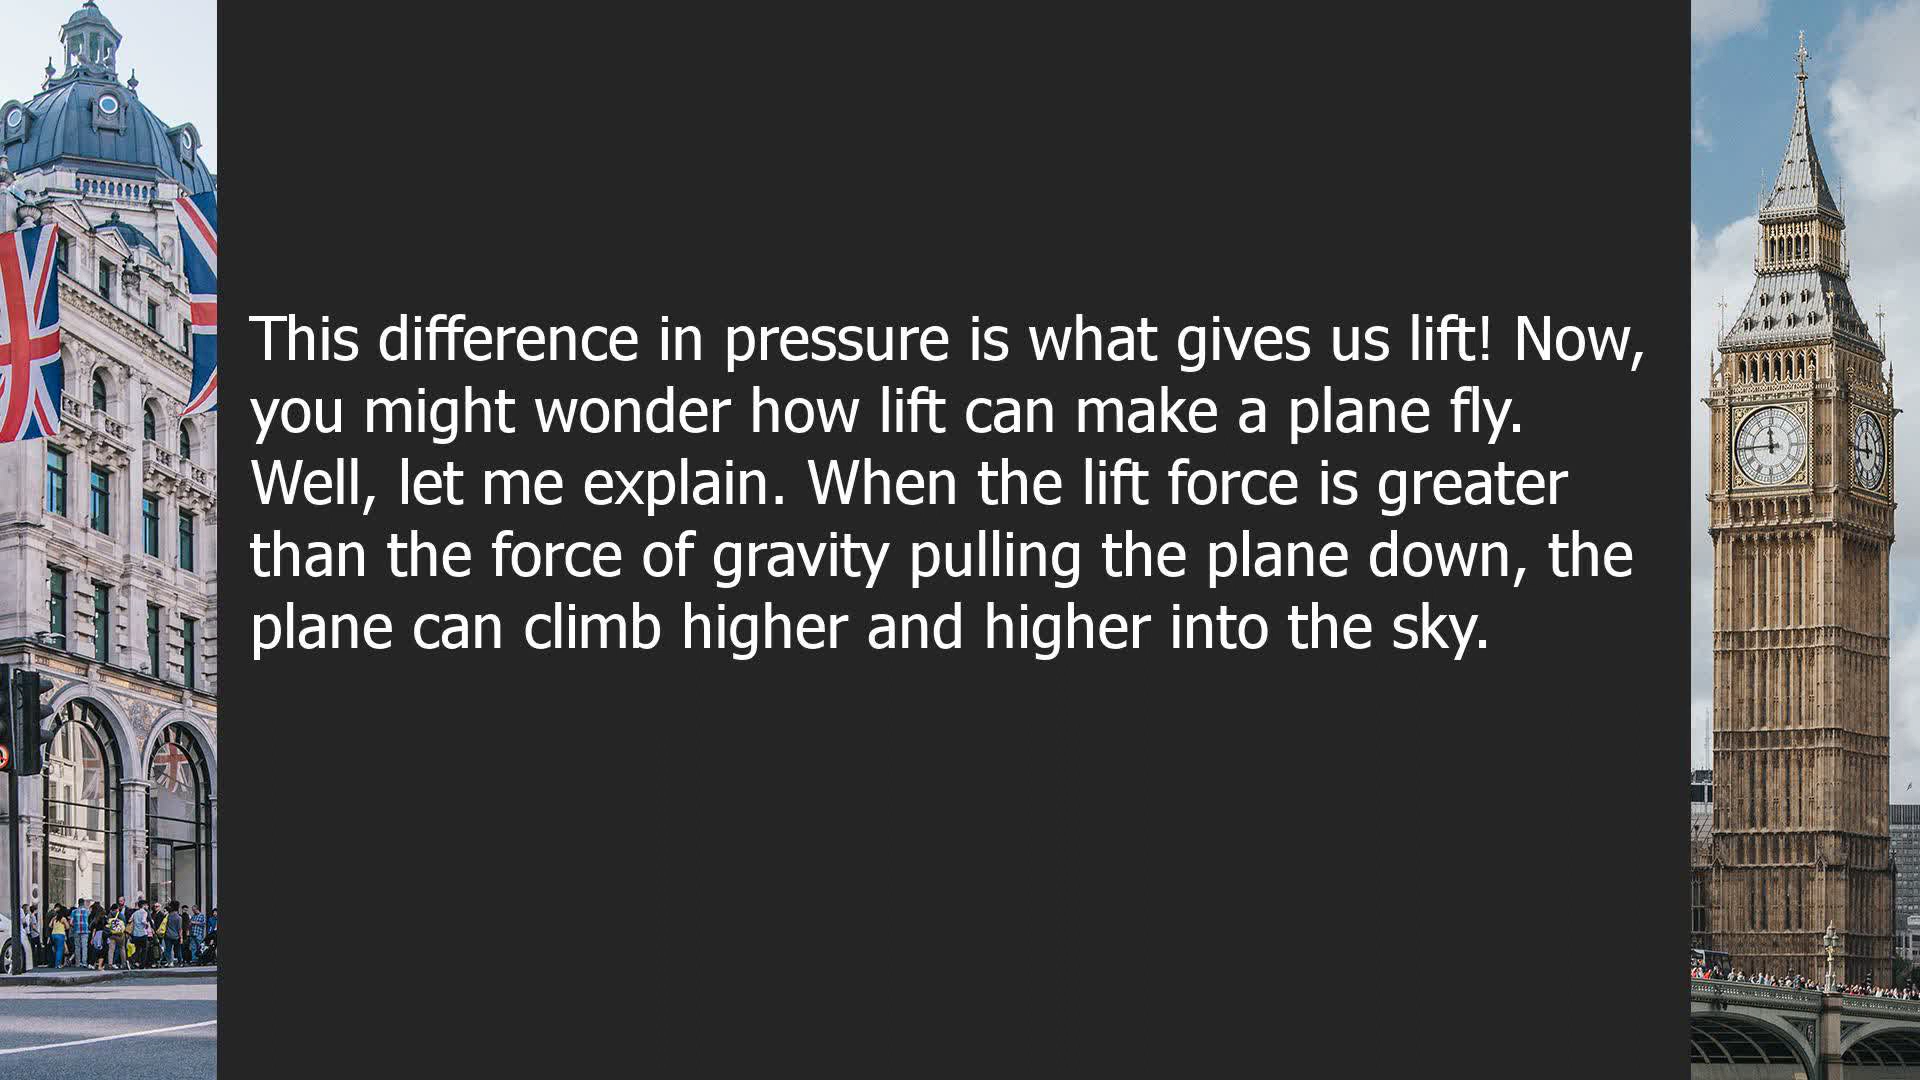 This difference in pressure is what gives us lift! Now,
you might wonder how lift can make a plane fly.
Well, let me explain. When the lift force is greater
than the force of gravity pulling the plane down, the
plane can climb higher and higher into the sky.